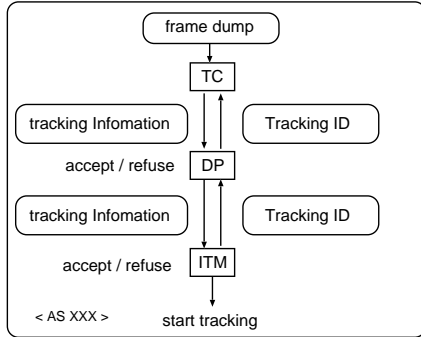 frame dump
TC
tracking Infomation
Tracking ID
accept / refuse
DP
tracking Infomation
Tracking ID
accept / refuse
ITM
< AS XXX >
start tracking